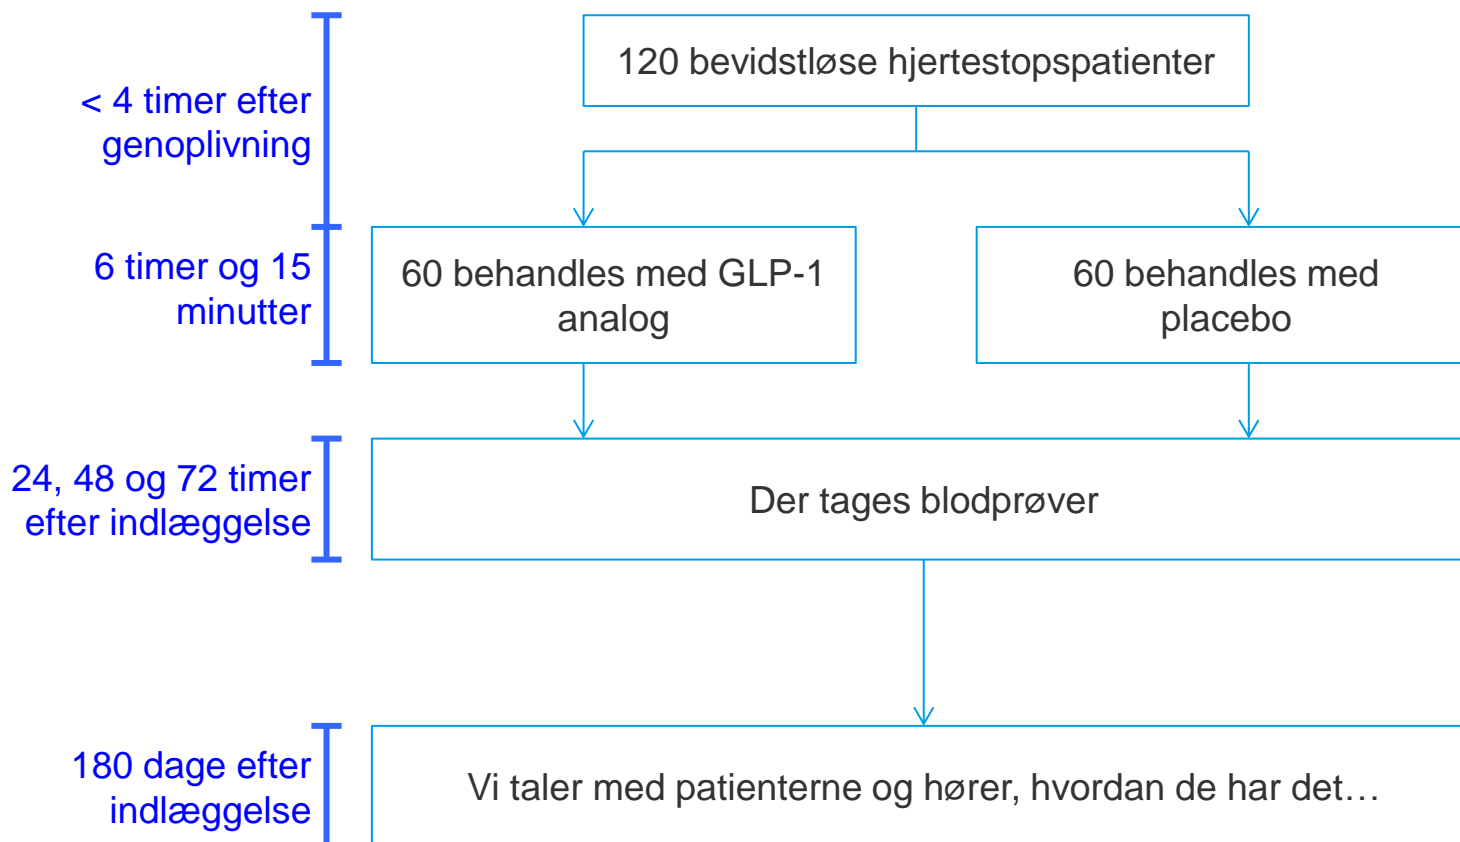 120 bevidstløse hjertestopspatienter
< 4 timer efter
genoplivning
6 timer og 15
minutter
60 behandles med GLP-1
analog
60 behandles med
placebo
24, 48 og 72 timer
efter indlæggelse
Der tages blodprøver
180 dage efter
indlæggelse
Vi taler med patienterne og hører, hvordan de har det…